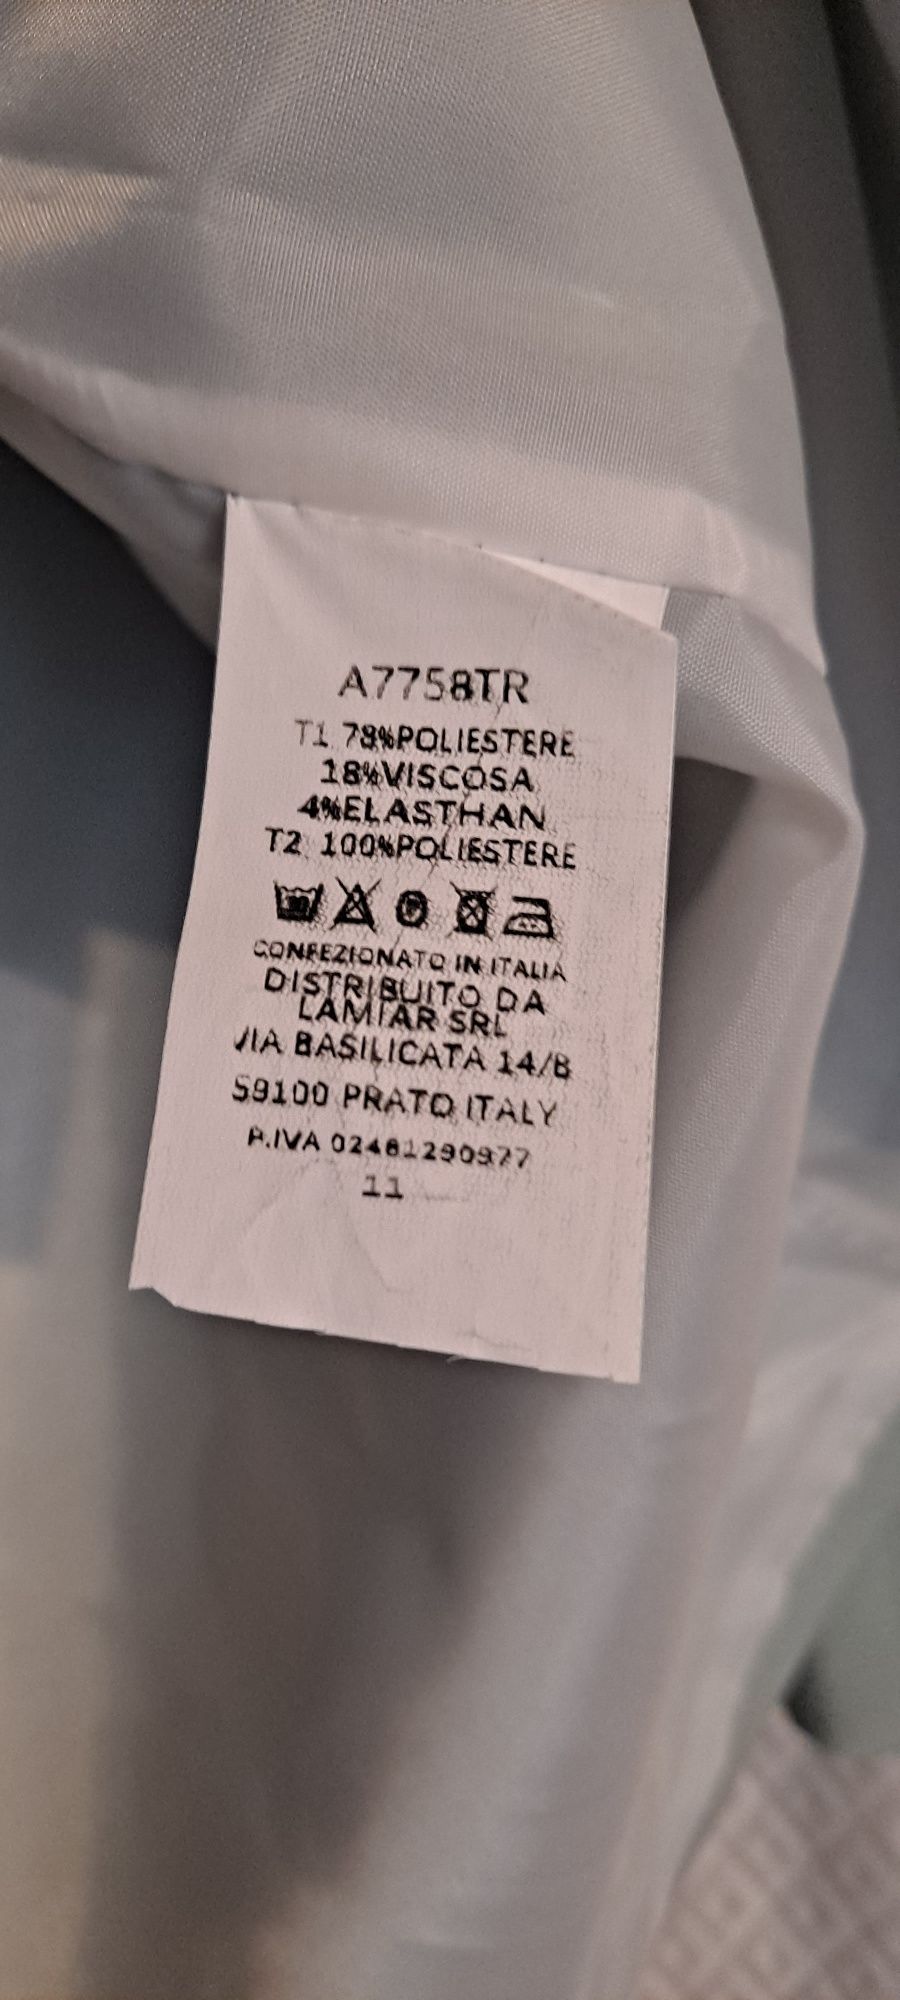 A7758TR
T1 78%POLIESTERE
18%VISCOSA
4%ELASTHAN
T2 100%POLIESTERE
CONFEZIONATO IN ITALIA
DISTRIBUITO DA
LAMIAR SRL
VIA BASILICATA 14/B
59100 PRATO ITALY
P.IVA 02481290977
11